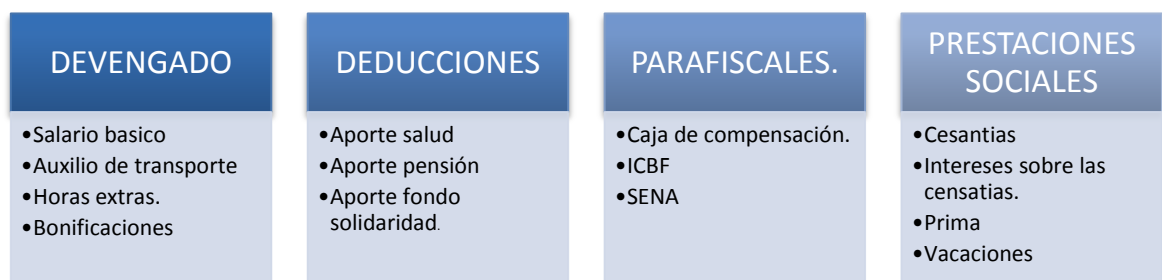 DEVENGADO
•Salario basico
•Auxilio de transporte
•Horas extras.
•Bonificaciones
DEDUCCIONES
•Aporte salud
•Aporte pensión
•Aporte fondo
solidaridad.
PARAFISCALES.
•Caja de compensación.
•ICBF
•SENA
PRESTACIONES
SOCIALES
•Cesantias
•Intereses sobre las
censatias.
•Prima
•Vacaciones